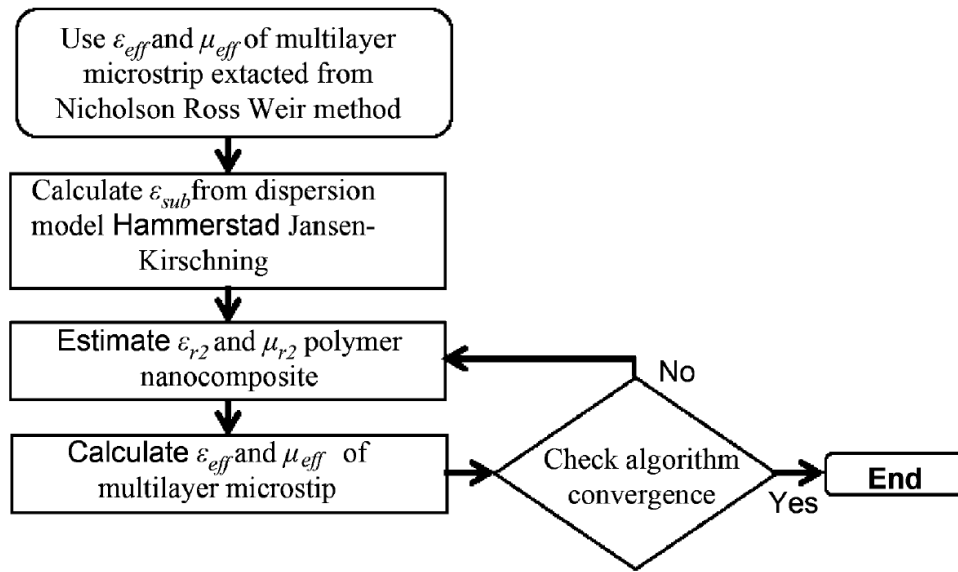 Use εeff and μeff of multilayer
microstrip extacted from
Nicholson Ross Weir method
Calculate εsub from dispersion
model Hammerstad Jansen-
Kirschning
Estimate εr2 and μr2 polymer
nanocomposite
Calculate εeff and μeff of
multilayer microstip
No
Check algorithm
convergence
Yes
End